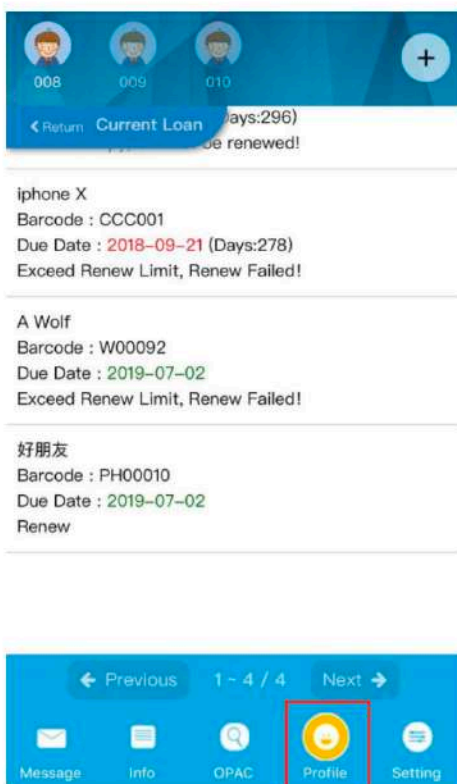 008 009 010
+
Return Current Loan
ays:296)
be renewed!
iphone X
Barcode : CCC001
Due Date : 2018-09-21 (Days:278)
Exceed Renew Limit, Renew Failed!
A Wolf
Barcode : W00092
Due Date : 2019-07-02
Exceed Renew Limit, Renew Failed!
好朋友
Barcode : PH00010
Due Date : 2019-07-02
Renew
Previous 1 ~ 4 / 4 Next
Message Info OPAC Profile Setting